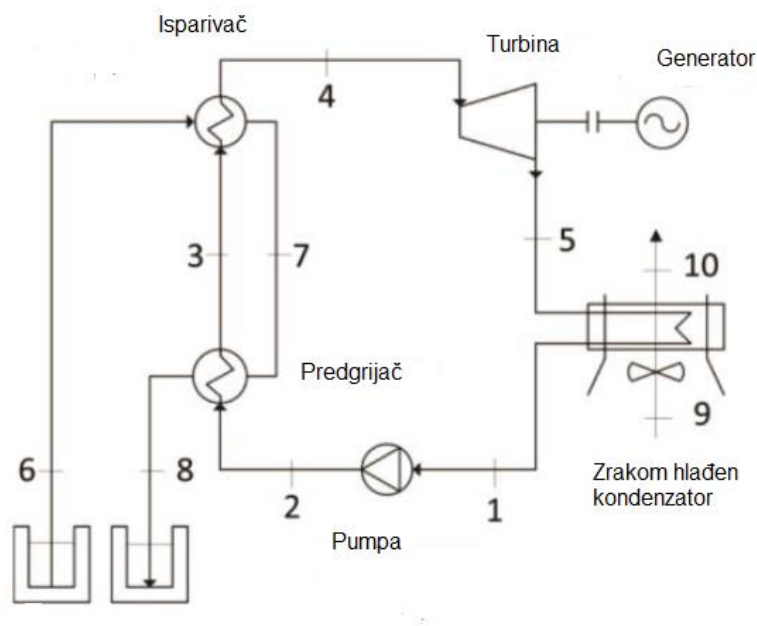 Isparivač
Turbina
Generator
4
3
7
5
10
Predgrijač
9
6
8
2
1
Zrakom hlađen
kondenzator
Pumpa